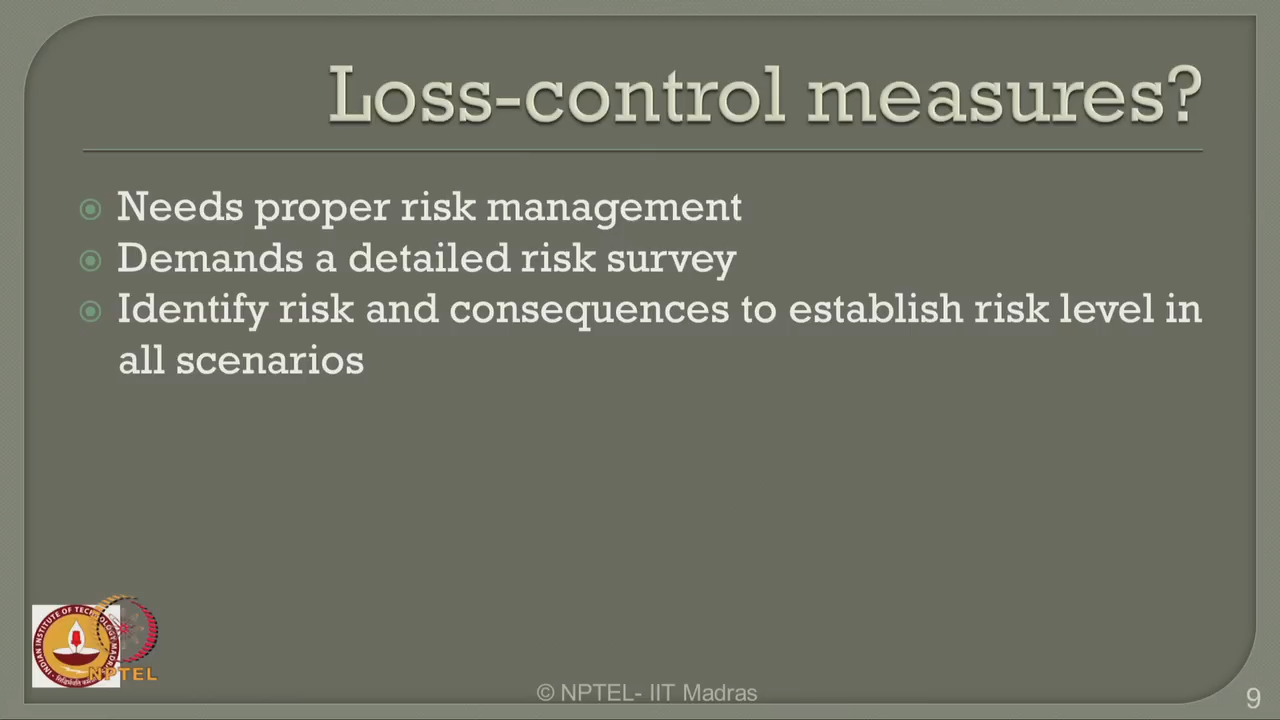 Loss-control measures?
Needs proper risk management
Demands a detailed risk survey
Identify risk and consequences to establish risk level in
all scenarios
NPTEL
© NPTEL- IIT Madras
9